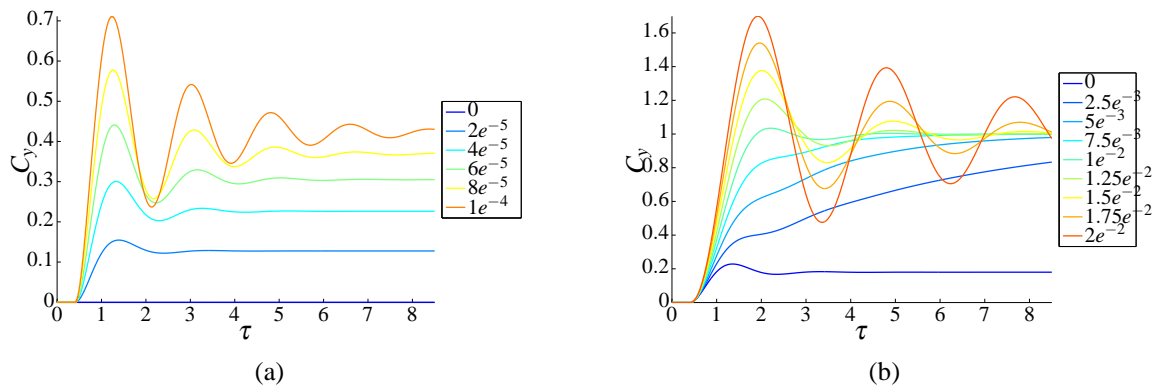 0.7
0.6
0.5
0.4
0.3
0.2
0.1
0
C_y
0 1 2 3 4 5 6 7 8
τ
0
2e⁻⁵
4e⁻⁵
6e⁻⁵
8e⁻⁵
1e⁻⁴
(a)
1.6
1.4
1.2
1
0.8
0.6
0.4
0.2
0
C_y
0 1 2 3 4 5 6 7 8
τ
0
2.5e⁻³
5e⁻³
7.5e⁻³
1e⁻²
1.25e⁻²
1.5e⁻²
1.75e⁻²
2e⁻²
(b)